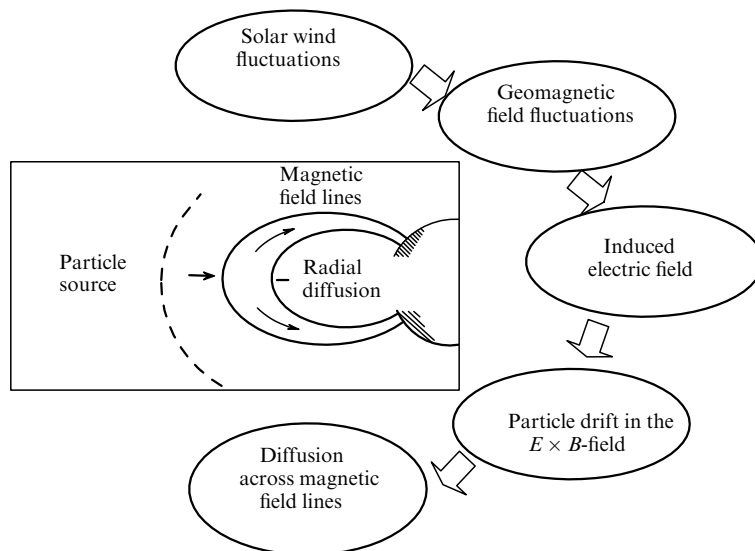 Solar wind
fluctuations
Geomagnetic
field fluctuations
Magnetic
field lines
Particle
source
Radial
diffusion
Induced
electric field
Particle drift in the
E × B-field
Diffusion
across magnetic
field lines